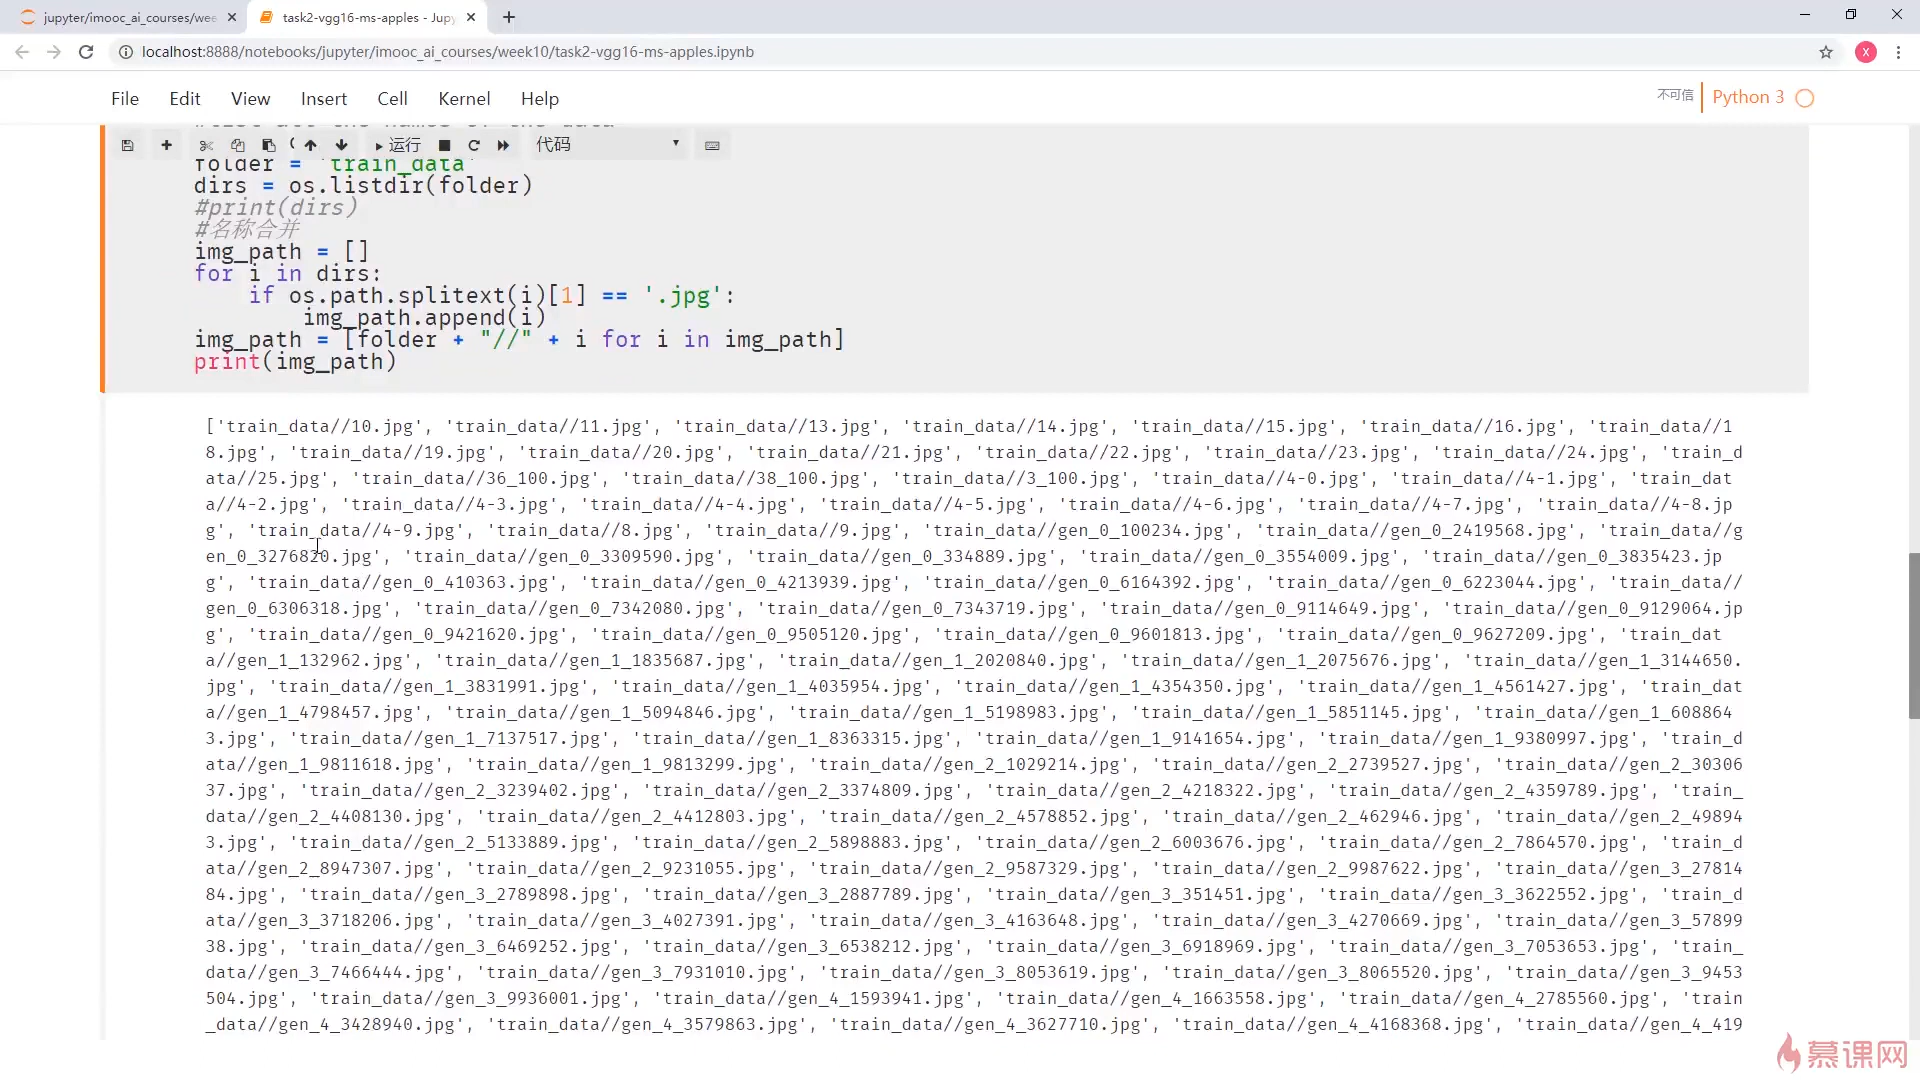 jupyter/imooc_ai_courses/wee
task2-vgg16-ms-apples - Jupy
localhost:8888/notebooks/jupyter/imooc_ai_courses/week10/task2-vgg16-ms-apples.ipynb
X
File Edit View Insert Cell Kernel Help
不可信 Python 3
运行 代码
folder = 'train_data'
dirs = os.listdir(folder)
#print(dirs)
#名称合并
img_path = []
for i in dirs:
if os.path.splitext(i)[1] == '.jpg':
img_path.append(i)
img_path = [folder + "//" + i for i in img_path]
print(img_path)
['train_data//10.jpg', 'train_data//11.jpg', 'train_data//13.jpg', 'train_data//14.jpg', 'train_data//15.jpg', 'train_data//16.jpg', 'train_data//1
8.jpg', 'train_data//19.jpg', 'train_data//20.jpg', 'train_data//21.jpg', 'train_data//22.jpg', 'train_data//23.jpg', 'train_data//24.jpg', 'train_d
ata//25.jpg', 'train_data//36_100.jpg', 'train_data//38_100.jpg', 'train_data//3_100.jpg', 'train_data//4-0.jpg', 'train_data//4-1.jpg', 'train_dat
a//4-2.jpg', 'train_data//4-3.jpg', 'train_data//4-4.jpg', 'train_data//4-5.jpg', 'train_data//4-6.jpg', 'train_data//4-7.jpg', 'train_data//4-8.jp
g', 'train_data//4-9.jpg', 'train_data//8.jpg', 'train_data//9.jpg', 'train_data//gen_0_100234.jpg', 'train_data//gen_0_2419568.jpg', 'train_data//g
en_0_3276820.jpg', 'train_data//gen_0_3309590.jpg', 'train_data//gen_0_334889.jpg', 'train_data//gen_0_3554009.jpg', 'train_data//gen_0_3835423.jp
g', 'train_data//gen_0_410363.jpg', 'train_data//gen_0_4213939.jpg', 'train_data//gen_0_6164392.jpg', 'train_data//gen_0_6223044.jpg', 'train_data//
gen_0_6306318.jpg', 'train_data//gen_0_7342080.jpg', 'train_data//gen_0_7343719.jpg', 'train_data//gen_0_9114649.jpg', 'train_data//gen_0_9129064.jp
g', 'train_data//gen_0_9421620.jpg', 'train_data//gen_0_9505120.jpg', 'train_data//gen_0_9601813.jpg', 'train_data//gen_0_9627209.jpg', 'train_dat
a//gen_1_132962.jpg', 'train_data//gen_1_1835687.jpg', 'train_data//gen_1_2020840.jpg', 'train_data//gen_1_2075676.jpg', 'train_data//gen_1_3144650.
jpg', 'train_data//gen_1_3831991.jpg', 'train_data//gen_1_4035954.jpg', 'train_data//gen_1_4354350.jpg', 'train_data//gen_1_4561427.jpg', 'train_dat
a//gen_1_4798457.jpg', 'train_data//gen_1_5094846.jpg', 'train_data//gen_1_5198983.jpg', 'train_data//gen_1_5851145.jpg', 'train_data//gen_1_608864
3.jpg', 'train_data//gen_1_7137517.jpg', 'train_data//gen_1_8363315.jpg', 'train_data//gen_1_9141654.jpg', 'train_data//gen_1_9380997.jpg', 'train_d
ata//gen_1_9811618.jpg', 'train_data//gen_1_9813299.jpg', 'train_data//gen_2_1029214.jpg', 'train_data//gen_2_2739527.jpg', 'train_data//gen_2_30306
37.jpg', 'train_data//gen_2_3239402.jpg', 'train_data//gen_2_3374809.jpg', 'train_data//gen_2_4218322.jpg', 'train_data//gen_2_4359789.jpg', 'train_
data//gen_2_4408130.jpg', 'train_data//gen_2_4412803.jpg', 'train_data//gen_2_4578852.jpg', 'train_data//gen_2_462946.jpg', 'train_data//gen_2_49894
3.jpg', 'train_data//gen_2_5133889.jpg', 'train_data//gen_2_5898883.jpg', 'train_data//gen_2_6003676.jpg', 'train_data//gen_2_7864570.jpg', 'train_d
ata//gen_2_8947307.jpg', 'train_data//gen_2_9231055.jpg', 'train_data//gen_2_9587329.jpg', 'train_data//gen_2_9987622.jpg', 'train_data//gen_3_27814
84.jpg', 'train_data//gen_3_2789898.jpg', 'train_data//gen_3_2887789.jpg', 'train_data//gen_3_351451.jpg', 'train_data//gen_3_3622552.jpg', 'train_d
ata//gen_3_3718206.jpg', 'train_data//gen_3_4027391.jpg', 'train_data//gen_3_4163648.jpg', 'train_data//gen_3_4270669.jpg', 'train_data//gen_3_57899
38.jpg', 'train_data//gen_3_6469252.jpg', 'train_data//gen_3_6538212.jpg', 'train_data//gen_3_6918969.jpg', 'train_data//gen_3_7053653.jpg', 'train_
data//gen_3_7466444.jpg', 'train_data//gen_3_7931010.jpg', 'train_data//gen_3_8053619.jpg', 'train_data//gen_3_8065520.jpg', 'train_data//gen_3_9453
504.jpg', 'train_data//gen_3_9936001.jpg', 'train_data//gen_4_1593941.jpg', 'train_data//gen_4_1663558.jpg', 'train_data//gen_4_2785560.jpg', 'train
_data//gen_4_3428940.jpg', 'train_data//gen_4_3579863.jpg', 'train_data//gen_4_3627710.jpg', 'train_data//gen_4_4168368.jpg', 'train_data//gen_4_419
慕课网